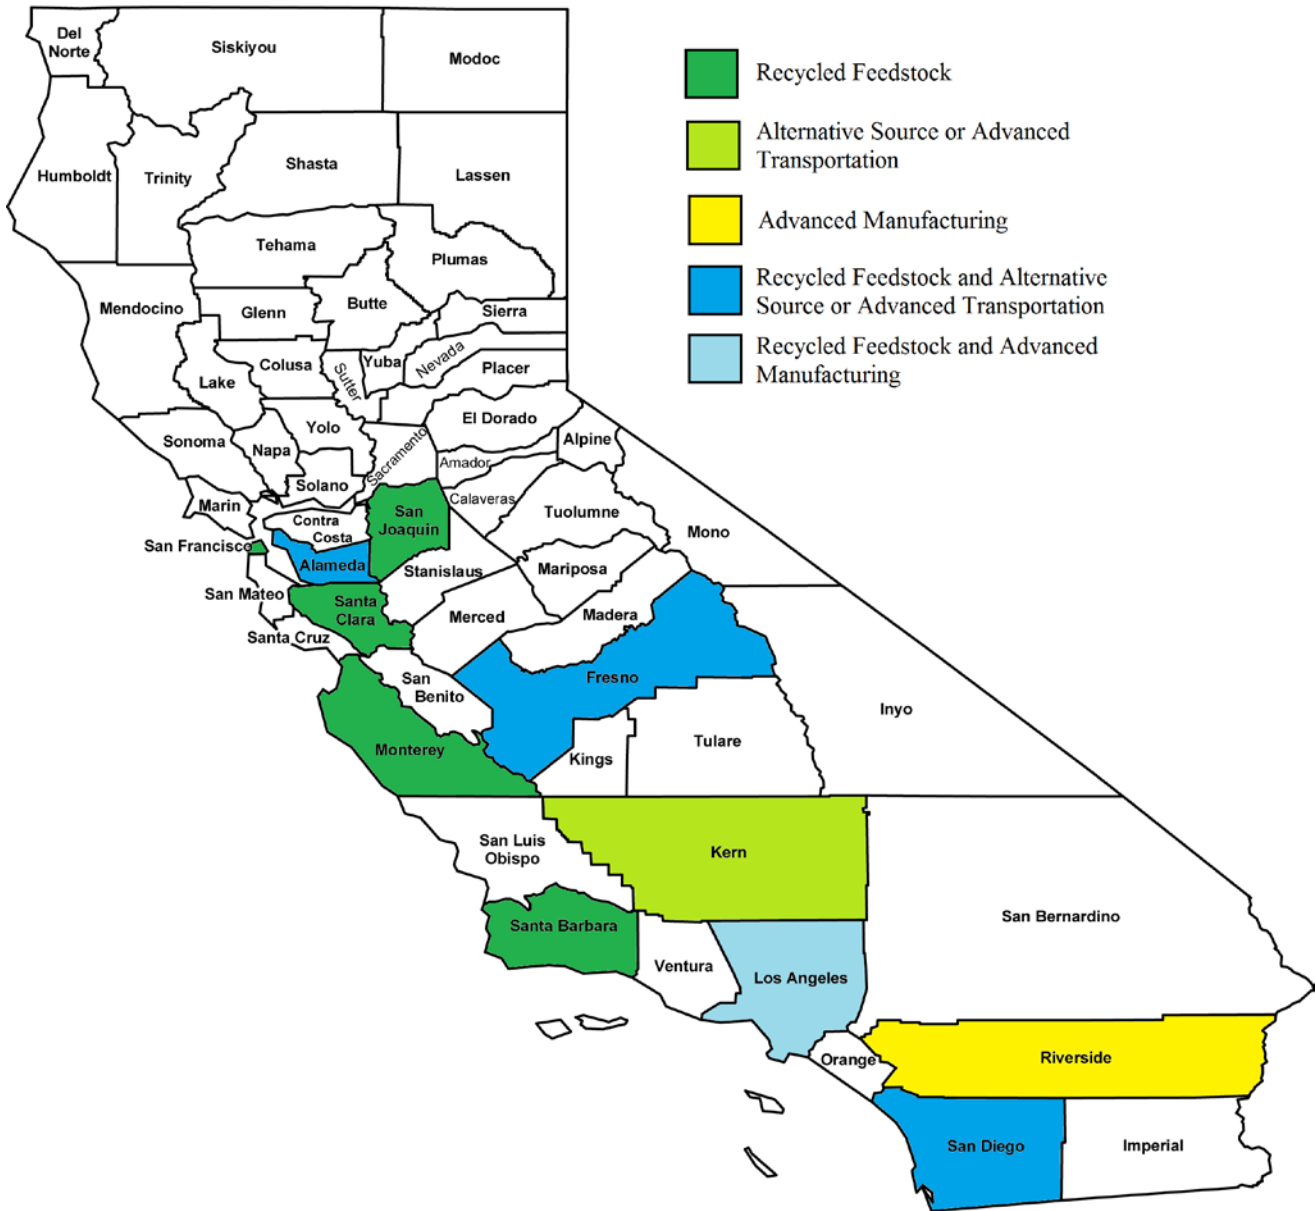 Del
Norte
Siskiyou
Modoc
Humboldt
Trinity
Shasta
Lassen
Tehama
Plumas
Mendocino
Glenn
Butte
Sierra
Colusa
Sutter
Yuba
Nevada
Placer
Lake
El Dorado
Sonoma
Napa
Yolo
Sacramento
Amador
Alpine
Solano
Calaveras
Marin
Contra
Costa
San
Joaquin
Tuolumne
Mono
San Francisco
Alameda
Stanislaus
Mariposa
San Mateo
Santa
Clara
Merced
Madera
Santa Cruz
San
Benito
Fresno
Inyo
Monterey
Kings
Tulare
San Luis
Obispo
Kern
San Bernardino
Santa Barbara
Ventura
Los Angeles
Orange
Riverside
San Diego
Imperial
Recycled Feedstock
Alternative Source or Advanced
Transportation
Advanced Manufacturing
Recycled Feedstock and Alternative
Source or Advanced Transportation
Recycled Feedstock and Advanced
Manufacturing